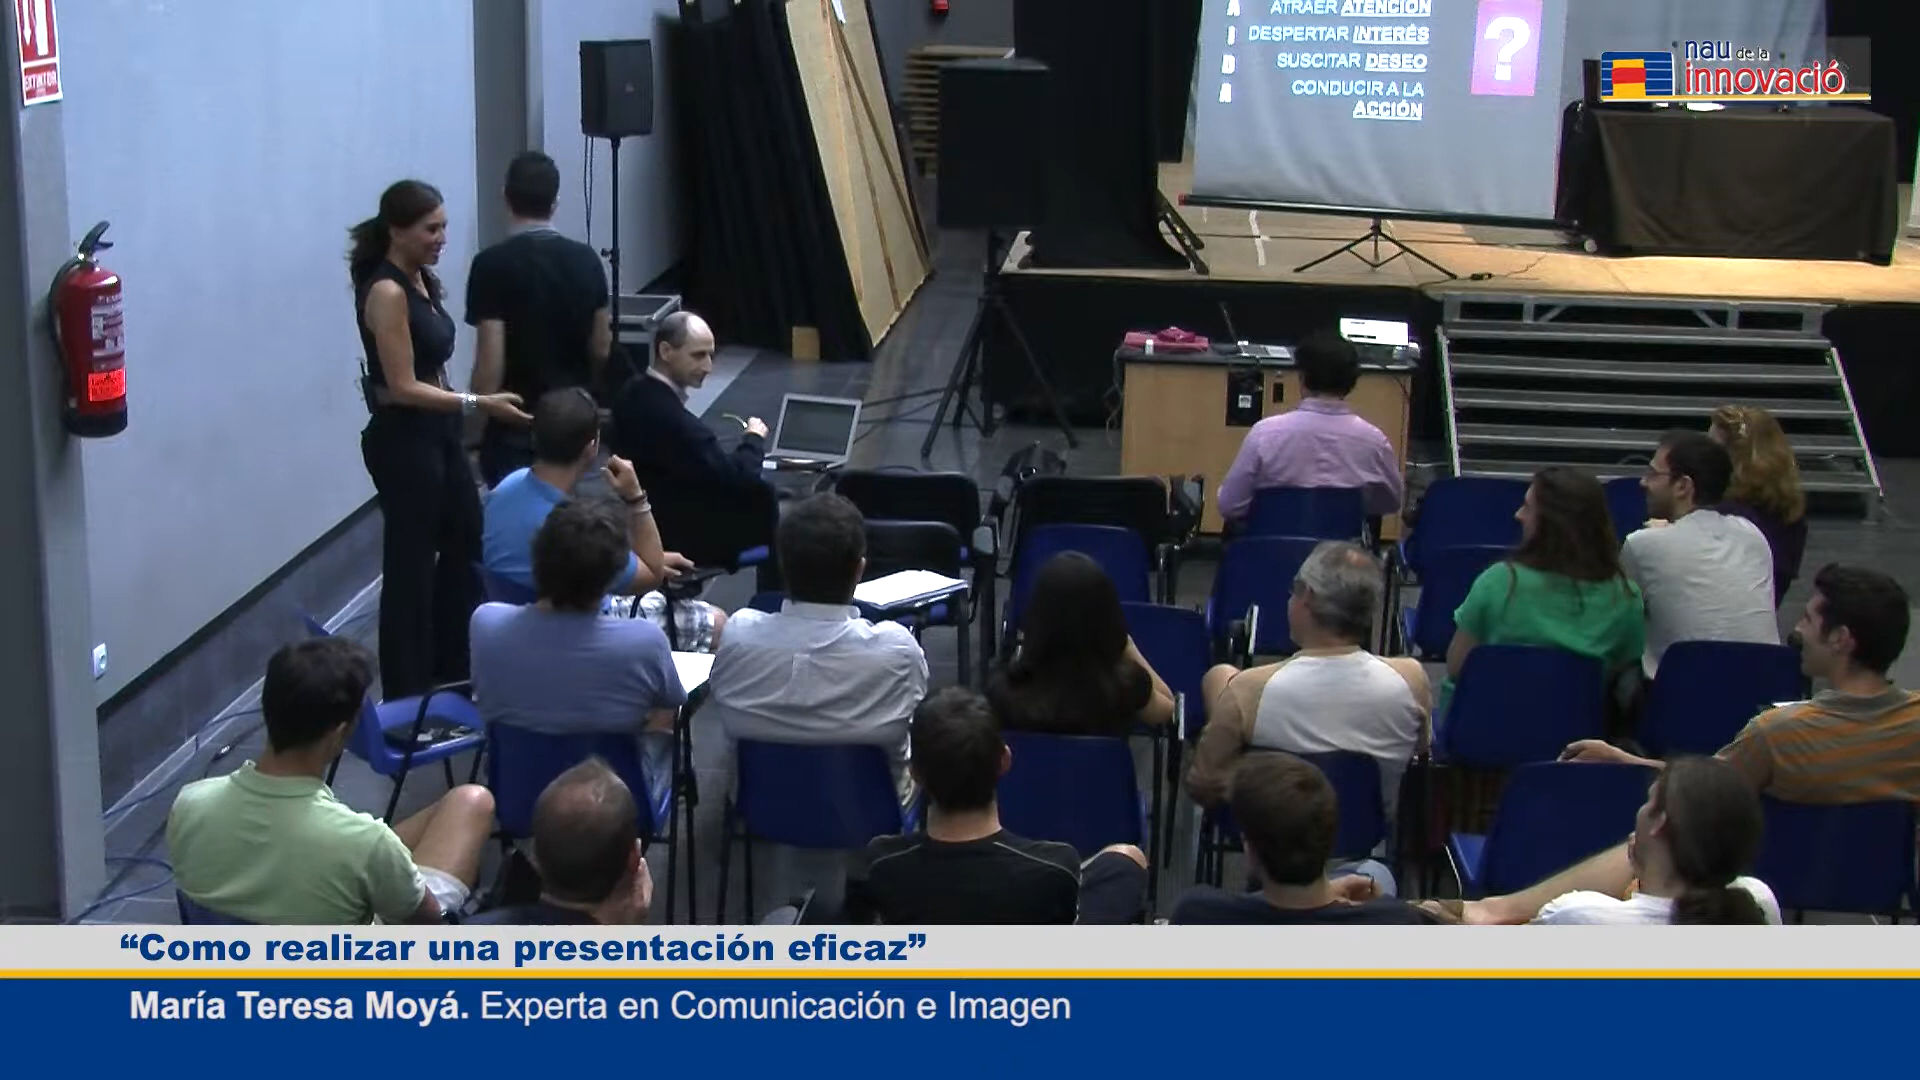 EXTINTOR
A ATRAER ATENCIÓN
I DESPERTAR INTERÉS
D SUSCITAR DESEO
A CONDUCIR A LA
ACCIÓN
?
nau de la
innovació
“Como realizar una presentación eficaz”
María Teresa Moyá. Experta en Comunicación e Imagen